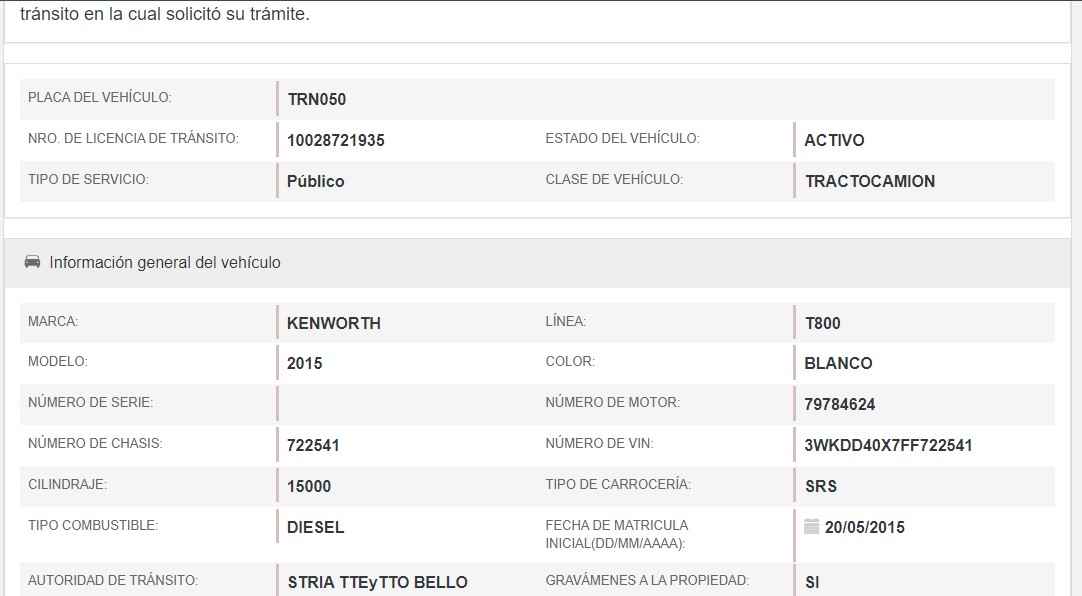 tránsito en la cual solicitó su trámite.
PLACA DEL VEHÍCULO: TRN050
NRO. DE LICENCIA DE TRÁNSITO: 10028721935 ESTADO DEL VEHÍCULO: ACTIVO
TIPO DE SERVICIO: Público CLASE DE VEHÍCULO: TRACTOCAMION
Información general del vehículo
MARCA: KENWORTH LÍNEA: T800
MODELO: 2015 COLOR: BLANCO
NÚMERO DE SERIE: NÚMERO DE MOTOR: 79784624
NÚMERO DE CHASIS: 722541 NÚMERO DE VIN: 3WKDD40X7FF722541
CILINDRAJE: 15000 TIPO DE CARROCERÍA: SRS
TIPO COMBUSTIBLE: DIESEL FECHA DE MATRICULA 20/05/2015
INICIAL(DD/MM/AAAA):
AUTORIDAD DE TRÁNSITO: STRIA TTEyTTO BELLO GRAVÁMENES A LA PROPIEDAD: SI